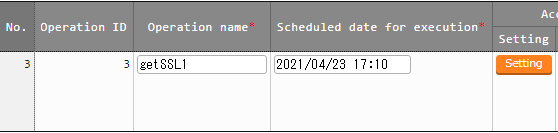 No. Operation ID Operation name* Scheduled date for execution* Acc
Setting
3 3 getSSL1 2021/04/23 17:10 Setting